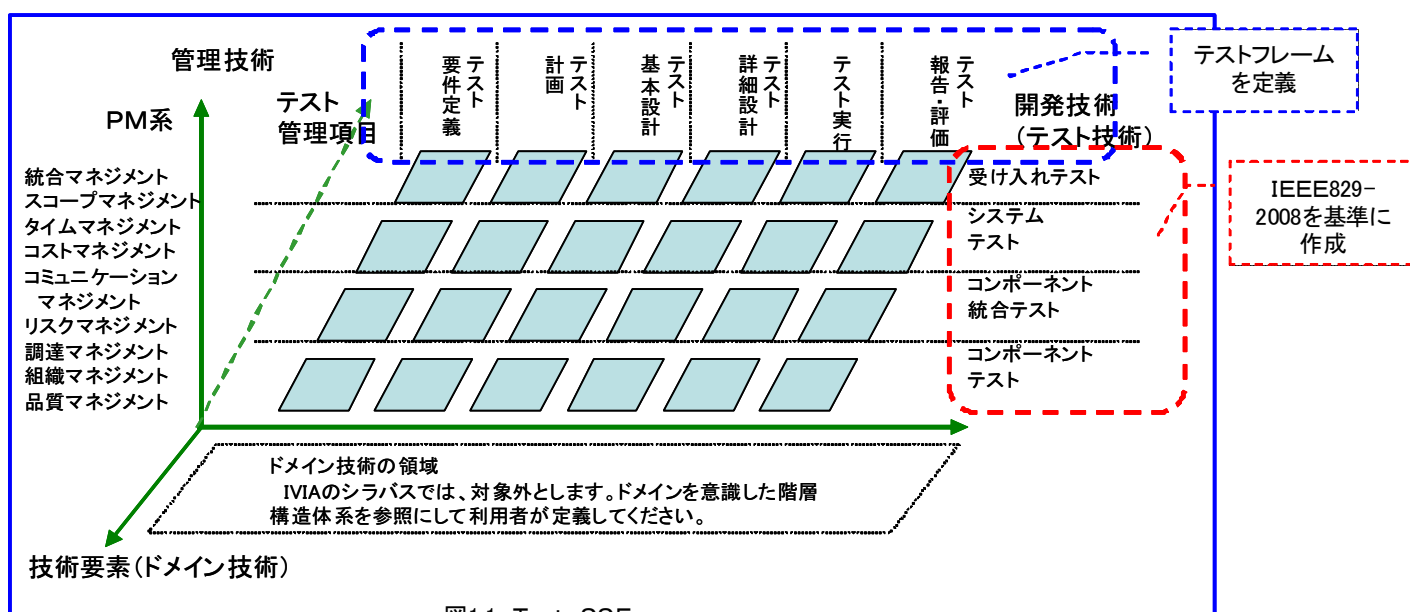 管理技術
PM系
テスト
管理項目
テスト
要件定義
テスト
計画
テスト
基本設計
テスト
詳細設計
テスト実行
テスト
報告・評価
開発技術
(テスト技術)
テストフレーム
を定義
統合マネジメント
スコープマネジメント
タイムマネジメント
コストマネジメント
コミュニケーション
マネジメント
リスクマネジメント
調達マネジメント
組織マネジメント
品質マネジメント
受け入れテスト
システム
テスト
コンポーネント
統合テスト
コンポーネント
テスト
IEEE829-
2008を基準に
作成
ドメイン技術の領域
IVIAのシラバスでは、対象外とします。ドメインを意識した階層
構造体系を参照にして利用者が定義してください。
技術要素(ドメイン技術)